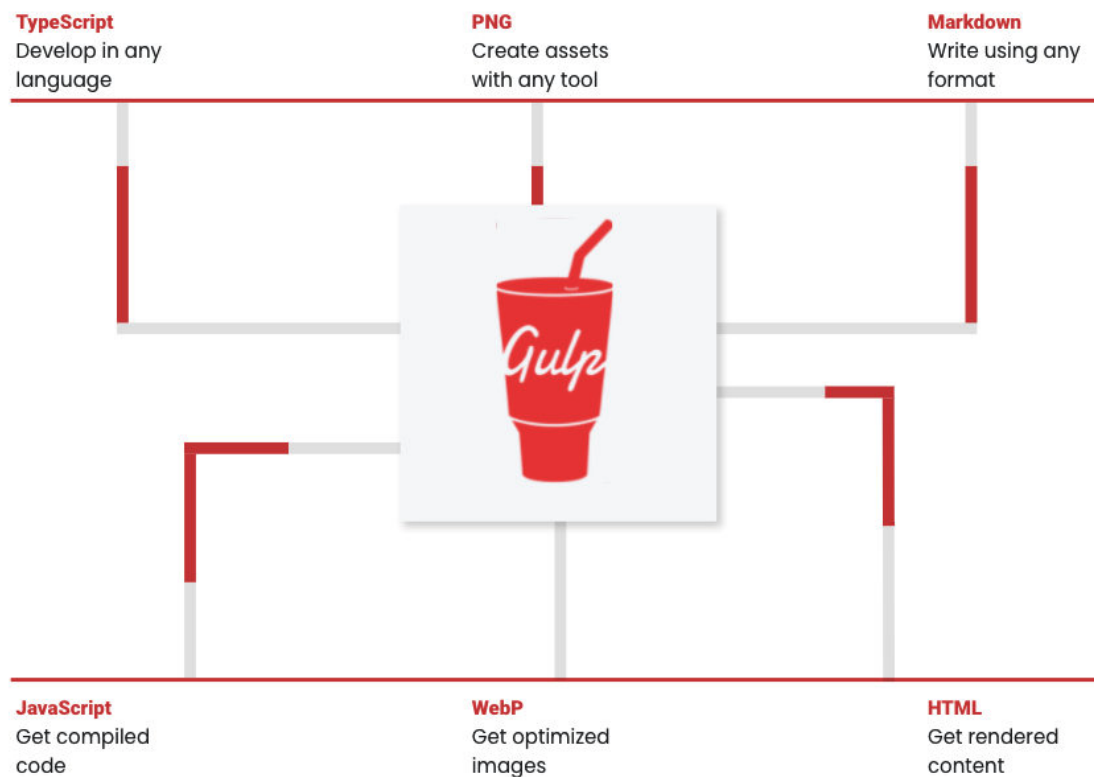 TypeScript
Develop in any
language
PNG
Create assets
with any tool
Markdown
Write using any
format
Gulp
JavaScript
Get compiled
code
WebP
Get optimized
images
HTML
Get rendered
content